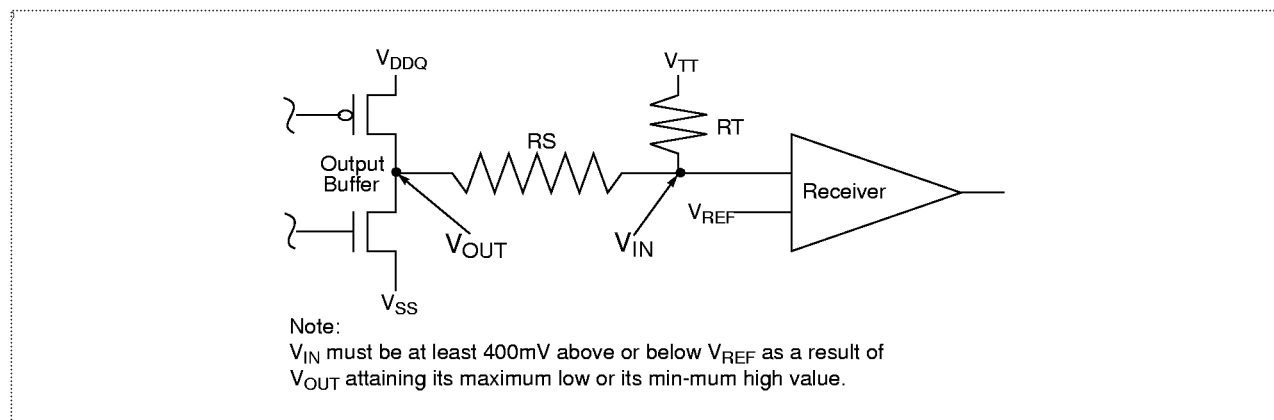 VDDQ
VTT
RT
RS
Output
Buffer
Receiver
VREF
VOUT
VIN
VSS
Note:
VIN must be at least 400mV above or below VREF as a result of
VOUT attaining its maximum low or its min-mum high value.